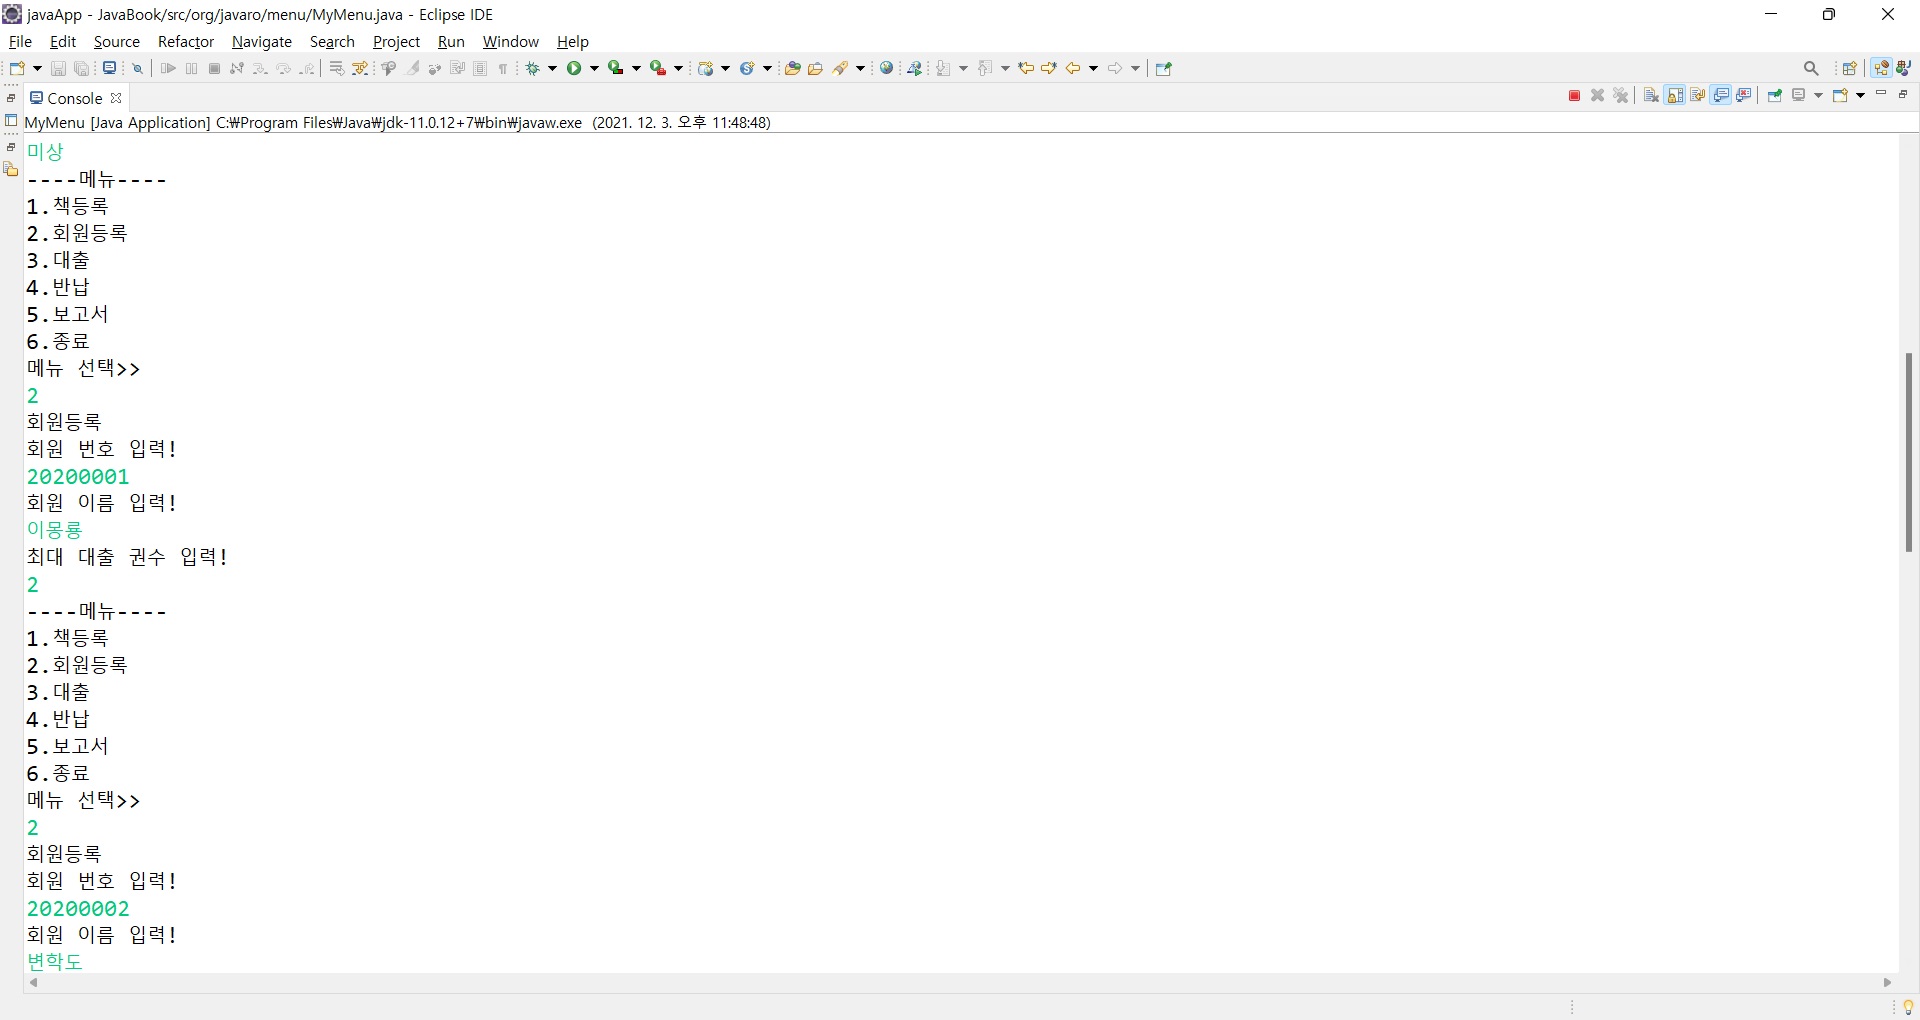 javaApp - JavaBook/src/org/javaro/menu/MyMenu.java - Eclipse IDE
File Edit Source Refactor Navigate Search Project Run Window Help
Console
MyMenu [Java Application] C:₩Program Files₩Java₩jdk-11.0.12+7₩bin₩javaw.exe (2021. 12. 3. 오후 11:48:48)
미상
----메뉴----
1.책등록
2.회원등록
3.대출
4.반납
5.보고서
6.종료
메뉴 선택>>
2
회원등록
회원 번호 입력!
20200001
회원 이름 입력!
이몽룡
최대 대출 권수 입력!
2
----메뉴----
1.책등록
2.회원등록
3.대출
4.반납
5.보고서
6.종료
메뉴 선택>>
2
회원등록
회원 번호 입력!
20200002
회원 이름 입력!
변학도